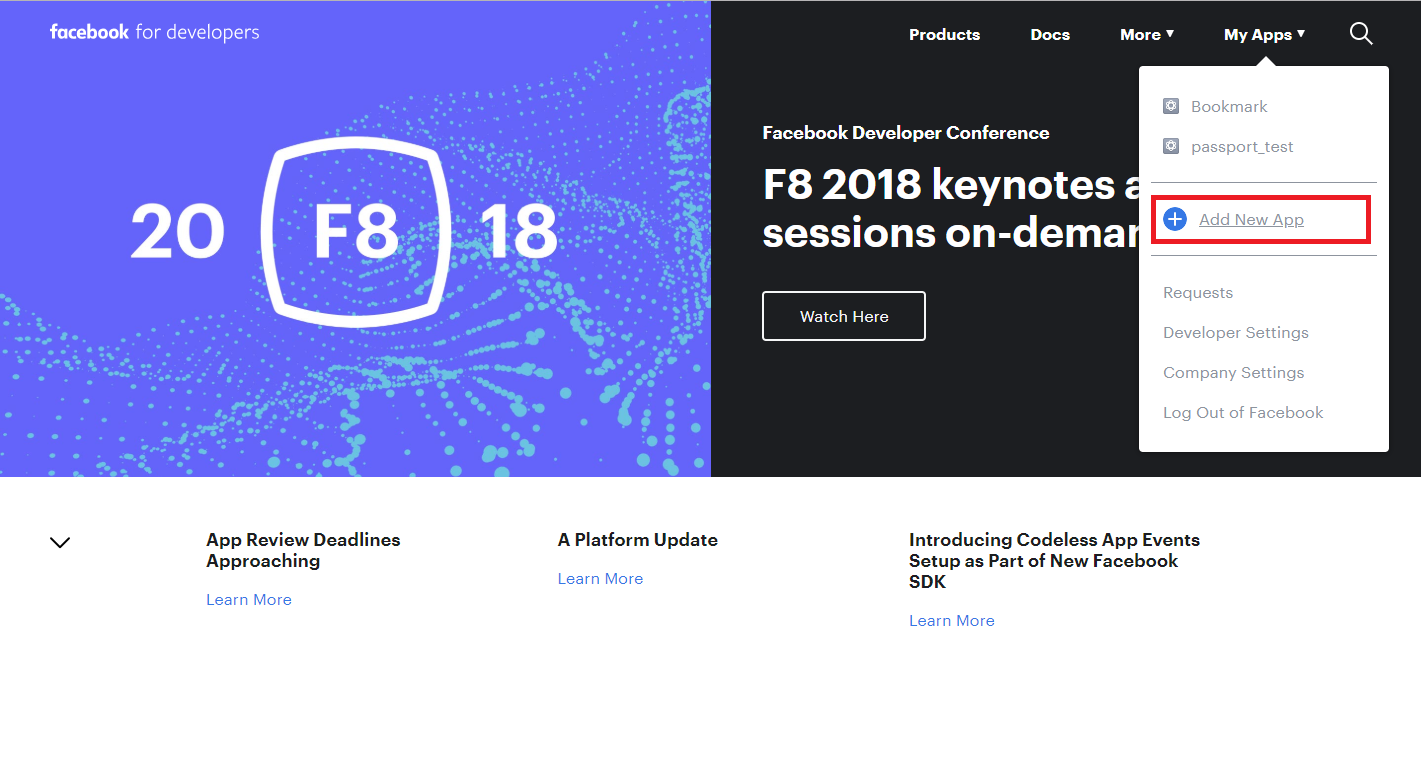 facebook for developers
Products
Docs
More
My Apps
20
F8
18
Facebook Developer Conference
F8 2018 keynotes a
sessions on-demar
Watch Here
Bookmark
passport_test
Add New App
Requests
Developer Settings
Company Settings
Log Out of Facebook
App Review Deadlines
Approaching
Learn More
A Platform Update
Learn More
Introducing Codeless App Events
Setup as Part of New Facebook
SDK
Learn More